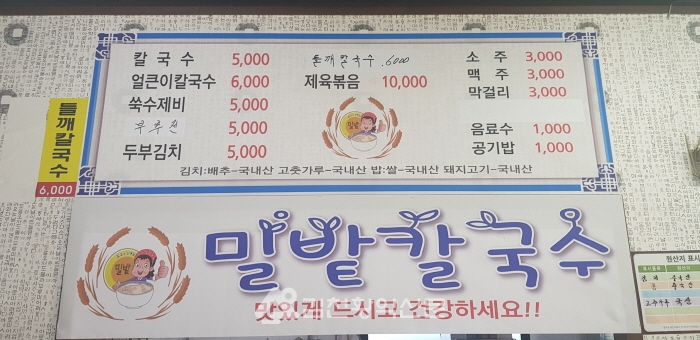 칼국수 5,000
얼큰이칼국수 6,000
쑥수제비 5,000
5,000
두부김치 5,000
들깨칼국수 6,000
제육볶음 10,000
소주 3,000
맥주 3,000
막걸리 3,000
음료수 1,000
공기밥 1,000
김치:배추-국내산 고춧가루-국내산 밥:쌀-국내산 돼지고기-국내산
들깨칼국수
6,000
밀밭
밀밭칼국수
맛있게 드시고 건강하세요!!
원산지 표시